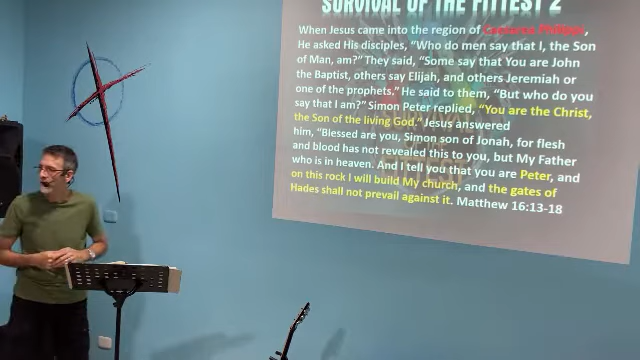 SURVIVAL OF THE FITTEST 2
When Jesus came into the region of Caesarea Philippi,
He asked His disciples, “Who do men say that I, the Son
of Man, am?” They said, “Some say that You are John
the Baptist, others say Elijah, and others Jeremiah or
one of the prophets.” He said to them, “But who do you
say that I am?” Simon Peter replied, “You are the Christ,
the Son of the living God.” Jesus answered
him, “Blessed are you, Simon son of Jonah, for flesh
and blood has not revealed this to you, but My Father
who is in heaven. And I tell you that you are Peter, and
on this rock I will build My church, and the gates of
Hades shall not prevail against it. Matthew 16:13-18
SURVIVAL
FITTEST